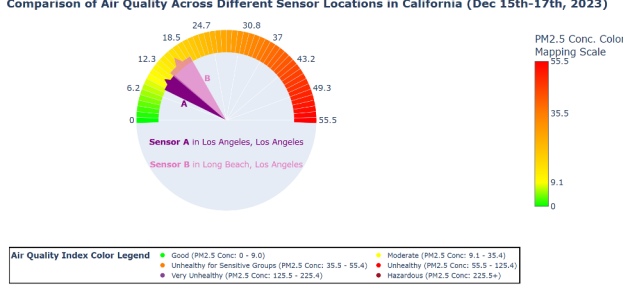 Comparison of Air Quality Across Different Sensor Locations in California (Dec 15th-17th, 2023)
24.7
30.8
18.5
37
12.3
43.2
6.2
49.3
0
55.5
B
A
Sensor A in Los Angeles, Los Angeles
Sensor B in Long Beach, Los Angeles
PM2.5 Conc. Color
Mapping Scale
55.5
35.5
9.1
0
Air Quality Index Color Legend
Good (PM2.5 Conc: 0 - 9.0)
Moderate (PM2.5 Conc: 9.1 - 35.4)
Unhealthy for Sensitive Groups (PM2.5 Conc: 35.5 - 55.4)
Unhealthy (PM2.5 Conc: 55.5 - 125.4)
Very Unhealthy (PM2.5 Conc: 125.5 - 225.4)
Hazardous (PM2.5 Conc: 225.5+)